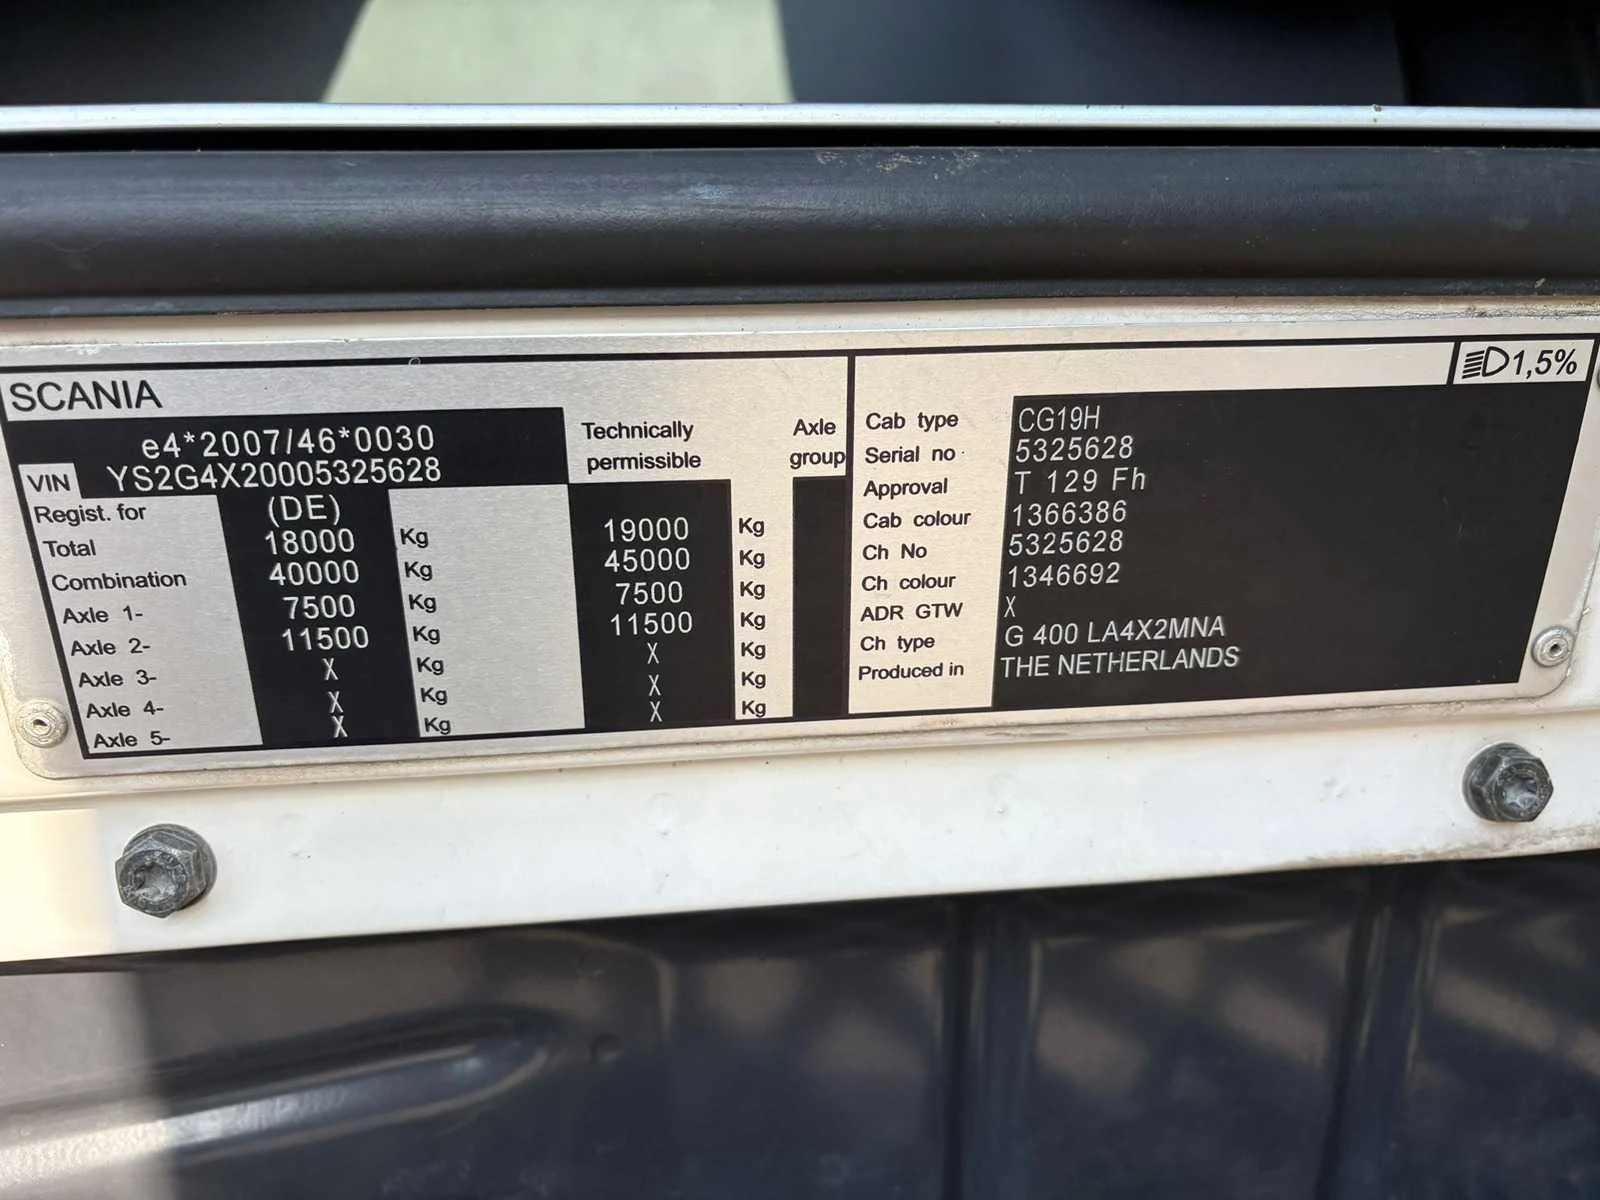 SCANIA
e4*2007/46*0030
VIN YS2G4X20005325628
Technically permissible
Axle group
Regist. for (DE)
Total 18000 Kg 19000 Kg
Combination 40000 Kg 45000 Kg
Axle 1- 7500 Kg 7500 Kg
Axle 2- 11500 Kg 11500 Kg
Axle 3- X Kg X Kg
Axle 4- X Kg X Kg
Axle 5- X Kg X Kg
1,5%
Cab type CG19H
Serial no 5325628
Approval T 129 Fh
Cab colour 1366386
Ch No 5325628
Ch colour 1346692
ADR GTW X
Ch type G 400 LA4X2MNA
Produced in THE NETHERLANDS